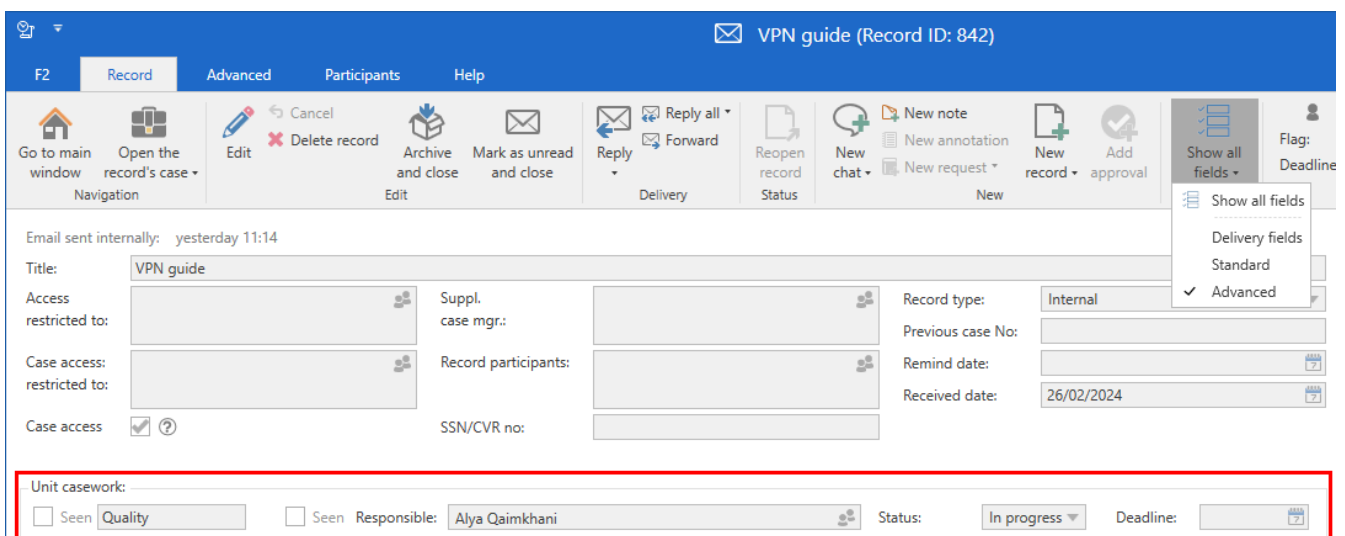 VPN guide (Record ID: 842)
F2 Record Advanced Participants Help
Go to main window
Open the record's case
Navigation
Edit
Cancel
Delete record
Archive and close
Mark as unread and close
Edit
Reply
Reply all
Forward
Delivery
Reopen record
Status
New chat
New note
New annotation
New request
New record
Add approval
New
Show all fields
Flag:
Deadline
Show all fields
Delivery fields
Standard
Advanced
Email sent internally: yesterday 11:14
Title: VPN guide
Access restricted to:
Suppl. case mgr.:
Record type: Internal
Previous case No:
Case access: restricted to:
Record participants:
Remind date:
Received date: 26/02/2024
Case access
SSN/CVR no:
Unit casework:
Seen Quality Seen Responsible: Alya Qaimkhani Status: In progress Deadline: